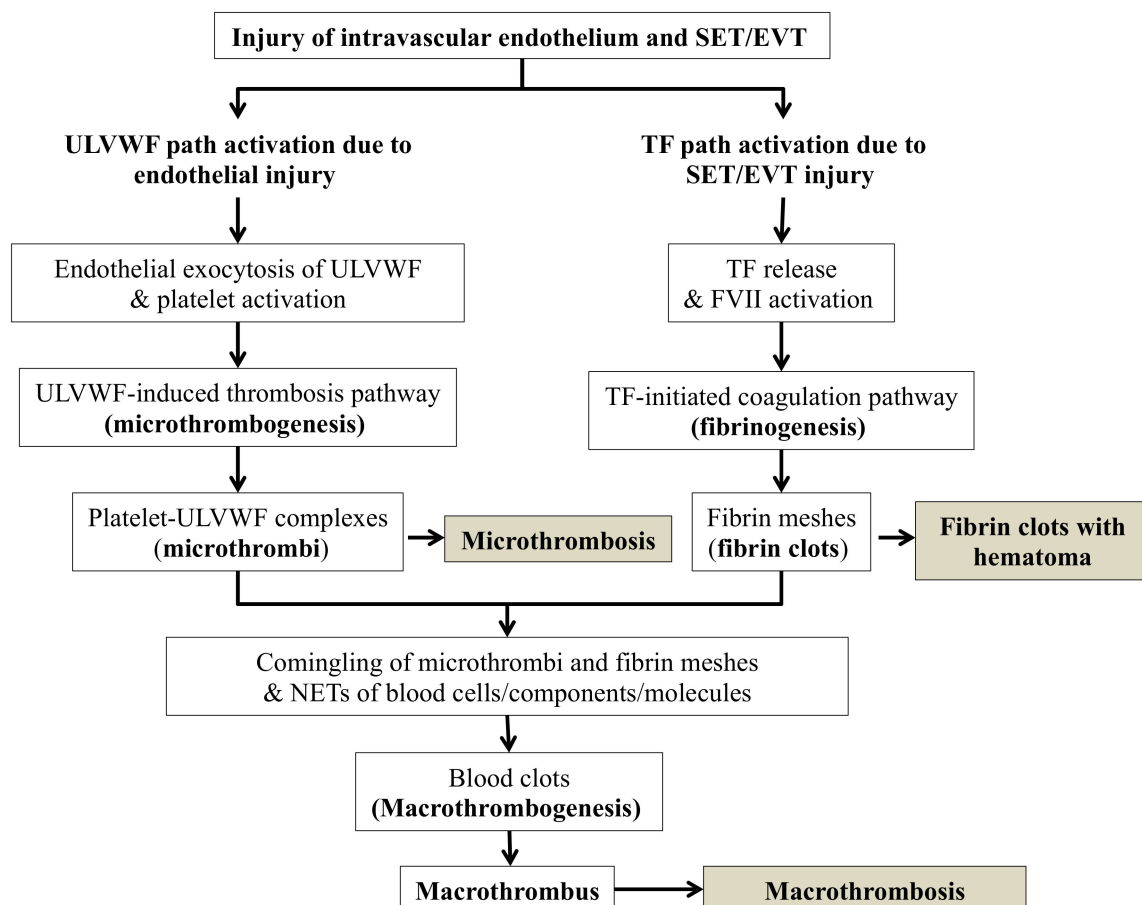 Injury of intravascular endothelium and SET/EVT
ULVWF path activation due to
endothelial injury
TF path activation due to
SET/EVT injury
Endothelial exocytosis of ULVWF
& platelet activation
TF release
& FVII activation
ULVWF-induced thrombosis pathway
(microthrombogenesis)
TF-initiated coagulation pathway
(fibrinogenesis)
Platelet-ULVWF complexes
(microthrombi)
Microthrombosis
Fibrin meshes
(fibrin clots)
Fibrin clots with
hematoma
Comingling of microthrombi and fibrin meshes
& NETs of blood cells/components/molecules
Blood clots
(Macrothrombogenesis)
Macrothrombus
Macrothrombosis